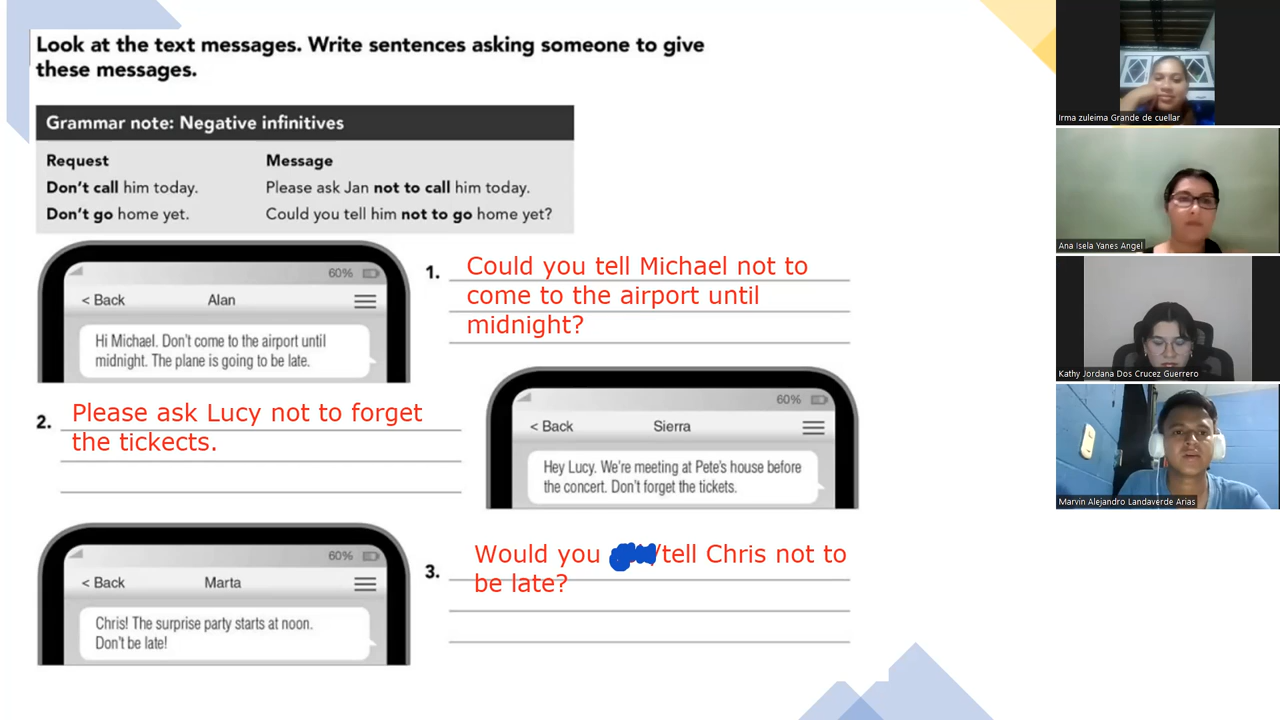 Look at the text messages. Write sentences asking someone to give
these messages.
Grammar note: Negative infinitives
Request
Message
Don't call him today.
Please ask Jan not to call him today.
Don't go home yet.
Could you tell him not to go home yet?
60%
< Back
Alan
Hi Michael. Don't come to the airport until
midnight. The plane is going to be late.
1.
Could you tell Michael not to
come to the airport until
midnight?
2.
Please ask Lucy not to forget
the tickects.
60%
< Back
Sierra
Hey Lucy. We're meeting at Pete's house before
the concert. Don't forget the tickets.
60%
< Back
Marta
Chris! The surprise party starts at noon.
Don't be late!
3.
Would you /tell Chris not to
be late?
Irma zuleima Grande de cuellar
Ana Isela Yanes Angel
Kathy Jordana Dos Crucez Guerrero
Marvin Alejandro Landaverde Arias